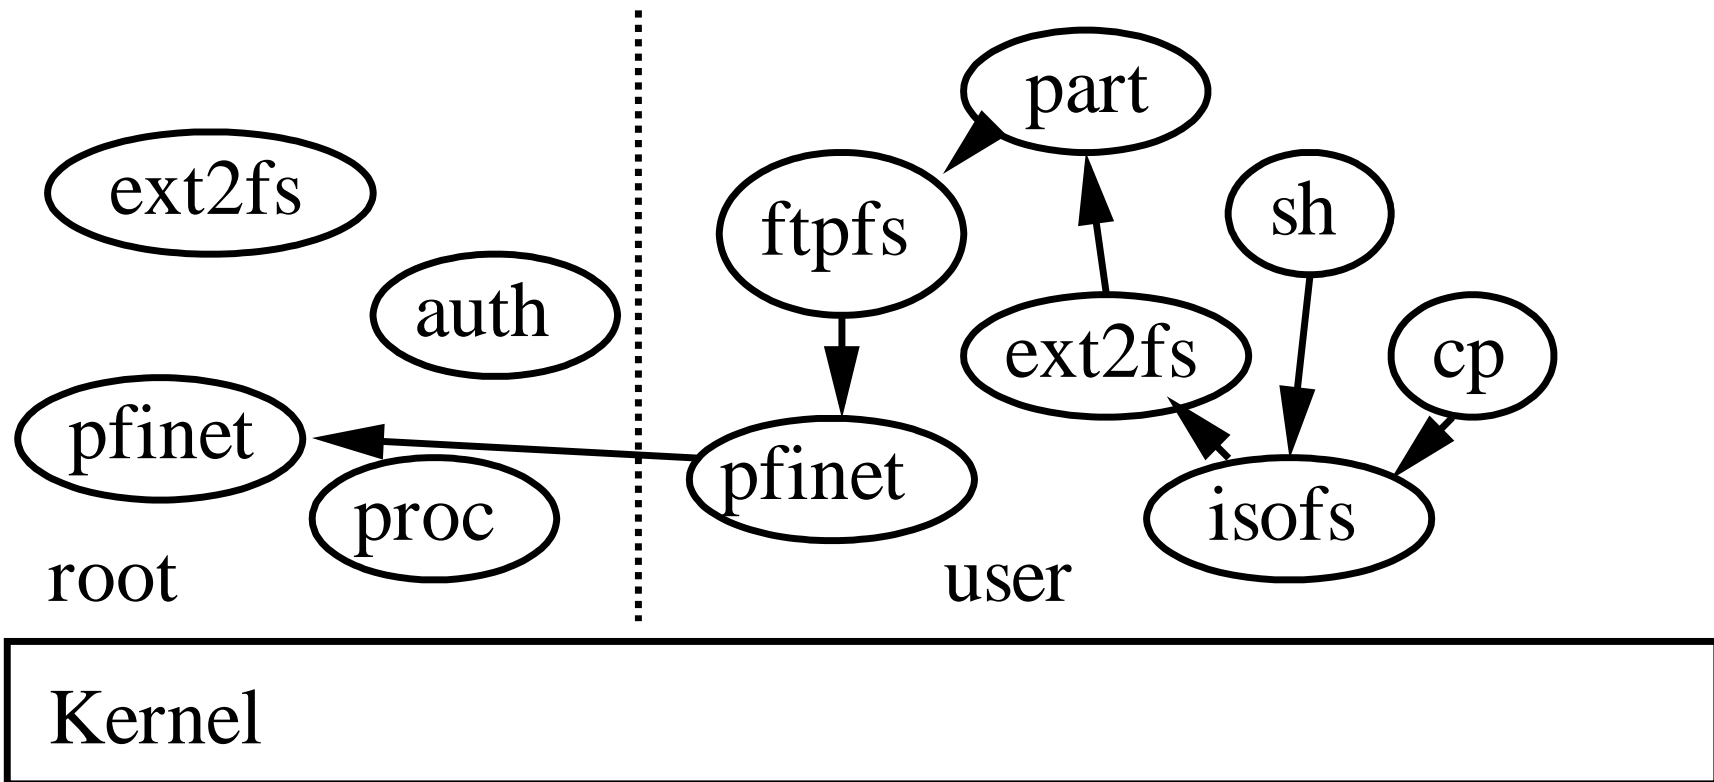 part
ext2fs
sh
ftpfs
auth
ext2fs
cp
pfinet
pfinet
proc
isofs
root
user
Kernel